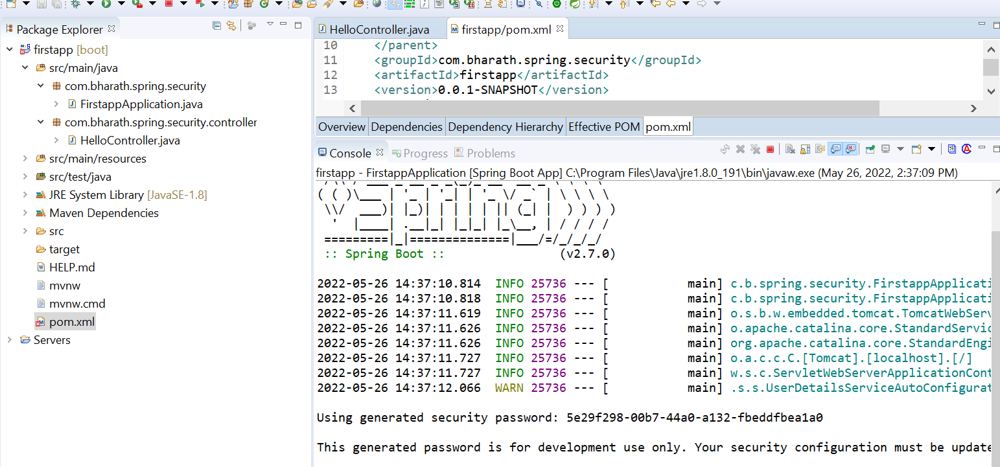 Package Explorer
firstapp [boot]
src/main/java
com.bharath.spring.security
FirstappApplication.java
com.bharath.spring.security.controller
HelloController.java
src/main/resources
src/test/java
JRE System Library [JavaSE-1.8]
Maven Dependencies
src
target
HELP.md
mvnw
mvnw.cmd
pom.xml
Servers
HelloController.java
firstapp/pom.xml
10 </parent>
11 <groupId>com.bharath.spring.security</groupId>
12 <artifactId>firstapp</artifactId>
13 <version>0.0.1-SNAPSHOT</version>
Overview Dependencies Dependency Hierarchy Effective POM pom.xml
Console Progress Problems
firstapp - FirstappApplication [Spring Boot App] C:\Program Files\Java\jre1.8.0_191\bin\javaw.exe (May 26, 2022, 2:37:09 PM)
( ( )\___ | '_ | '_| | '_ \/ _` | \ \ \ \
\\/  ___)| |_)| | | | | || (_| |  ) ) ) )
'  |____| .__|_| |_|_| |_\__, | / / / /
=========|_|==============|___/=/_/_/_/
:: Spring Boot :: (v2.7.0)
2022-05-26 14:37:10.814 INFO 25736 --- [ main] c.b.spring.security.FirstappApplicati
2022-05-26 14:37:10.818 INFO 25736 --- [ main] c.b.spring.security.FirstappApplicati
2022-05-26 14:37:11.619 INFO 25736 --- [ main] o.s.b.w.embedded.tomcat.TomcatWebServ
2022-05-26 14:37:11.626 INFO 25736 --- [ main] o.apache.catalina.core.StandardServic
2022-05-26 14:37:11.626 INFO 25736 --- [ main] org.apache.catalina.core.StandardEngi
2022-05-26 14:37:11.727 INFO 25736 --- [ main] o.a.c.c.C.[Tomcat].[localhost].[/]
2022-05-26 14:37:11.727 INFO 25736 --- [ main] w.s.c.ServletWebServerApplicationCont
2022-05-26 14:37:12.066 WARN 25736 --- [ main] .s.s.UserDetailsServiceAutoConfigurat
Using generated security password: 5e29f298-00b7-44a0-a132-fbeddfbea1a0
This generated password is for development use only. Your security configuration must be update